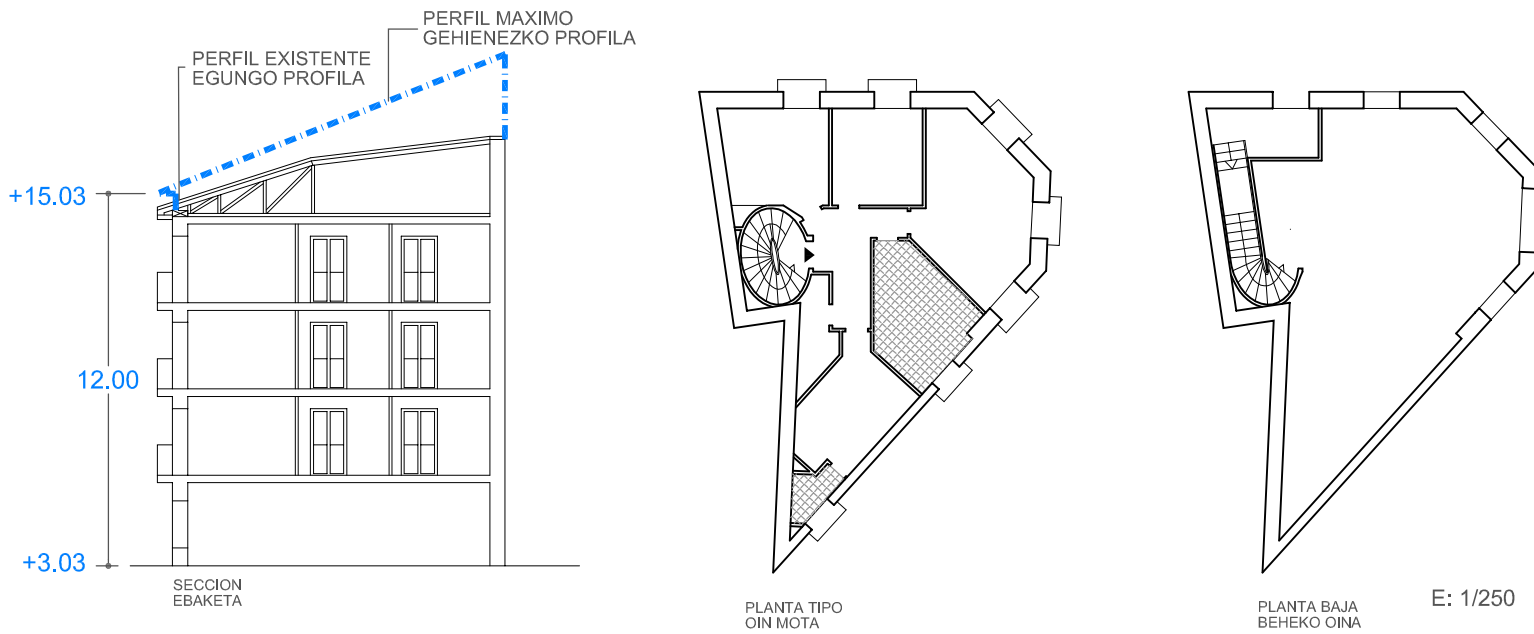 PERFIL MAXIMO
GEHIENEZKO PROFILA
PERFIL EXISTENTE
EGUNGO PROFILA
+15.03
12.00
+3.03
SECCION
EBAKETA
PLANTA TIPO
OIN MOTA
PLANTA BAJA
BEHEKO OINA
E: 1/250